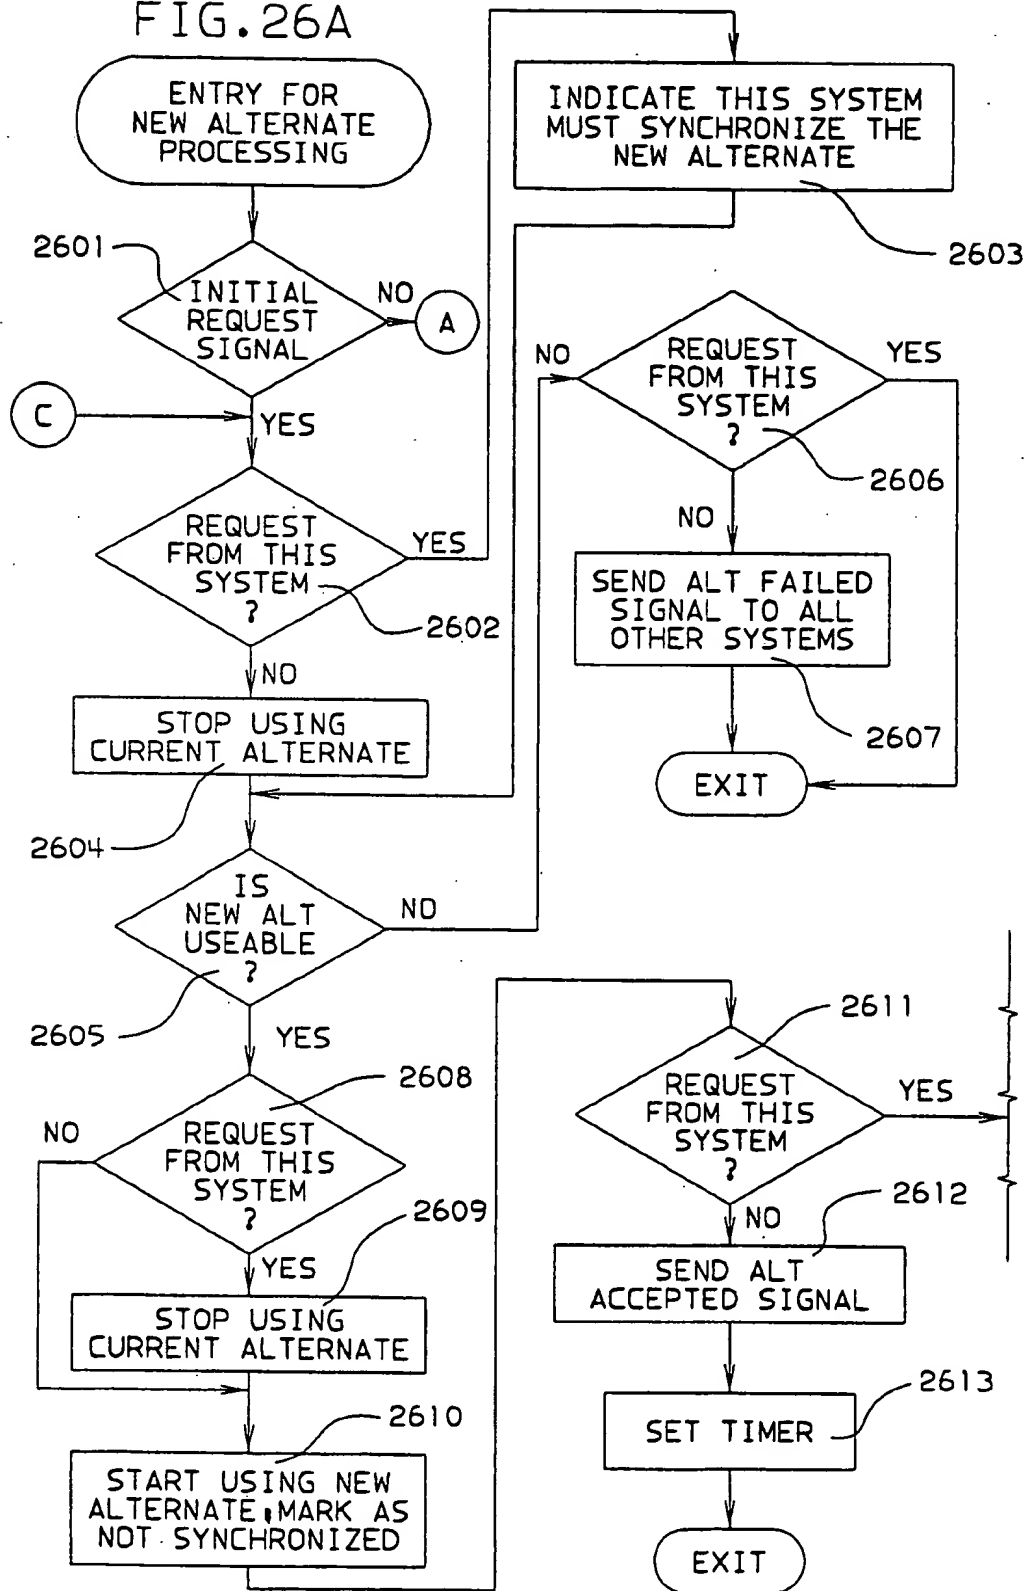 FIG.26A
ENTRY FOR
NEW ALTERNATE
PROCESSING
2601
INITIAL
REQUEST
SIGNAL
NO
A
C
YES
REQUEST
FROM THIS
SYSTEM
?
YES
2602
NO
STOP USING
CURRENT ALTERNATE
2604
IS
NEW ALT
USEABLE
?
NO
2605
YES
2608
NO
REQUEST
FROM THIS
SYSTEM
?
2609
YES
STOP USING
CURRENT ALTERNATE
2610
START USING NEW
ALTERNATE,MARK AS
NOT SYNCHRONIZED
INDICATE THIS SYSTEM
MUST SYNCHRONIZE THE
NEW ALTERNATE
2603
NO
REQUEST
FROM THIS
SYSTEM
?
YES
2606
NO
SEND ALT FAILED
SIGNAL TO ALL
OTHER SYSTEMS
2607
EXIT
2611
REQUEST
FROM THIS
SYSTEM
?
YES
2612
NO
SEND ALT
ACCEPTED SIGNAL
2613
SET TIMER
EXIT